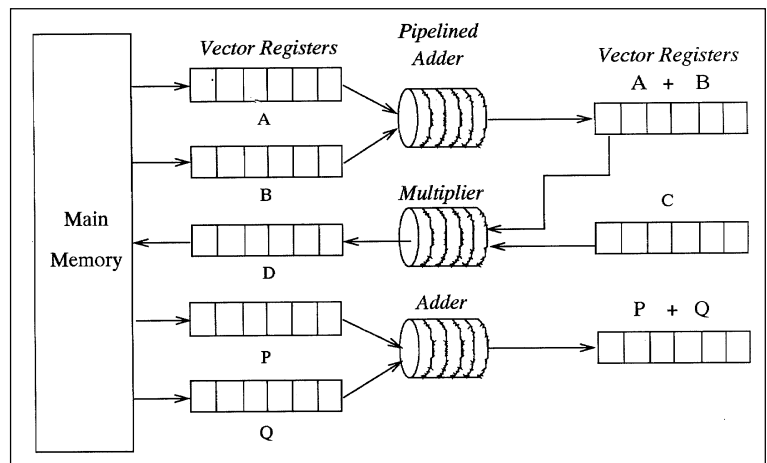 Vector Registers
Pipelined
Adder
Vector Registers
A + B
A
B
Multiplier
C
Main
Memory
D
Adder
P + Q
P
Q